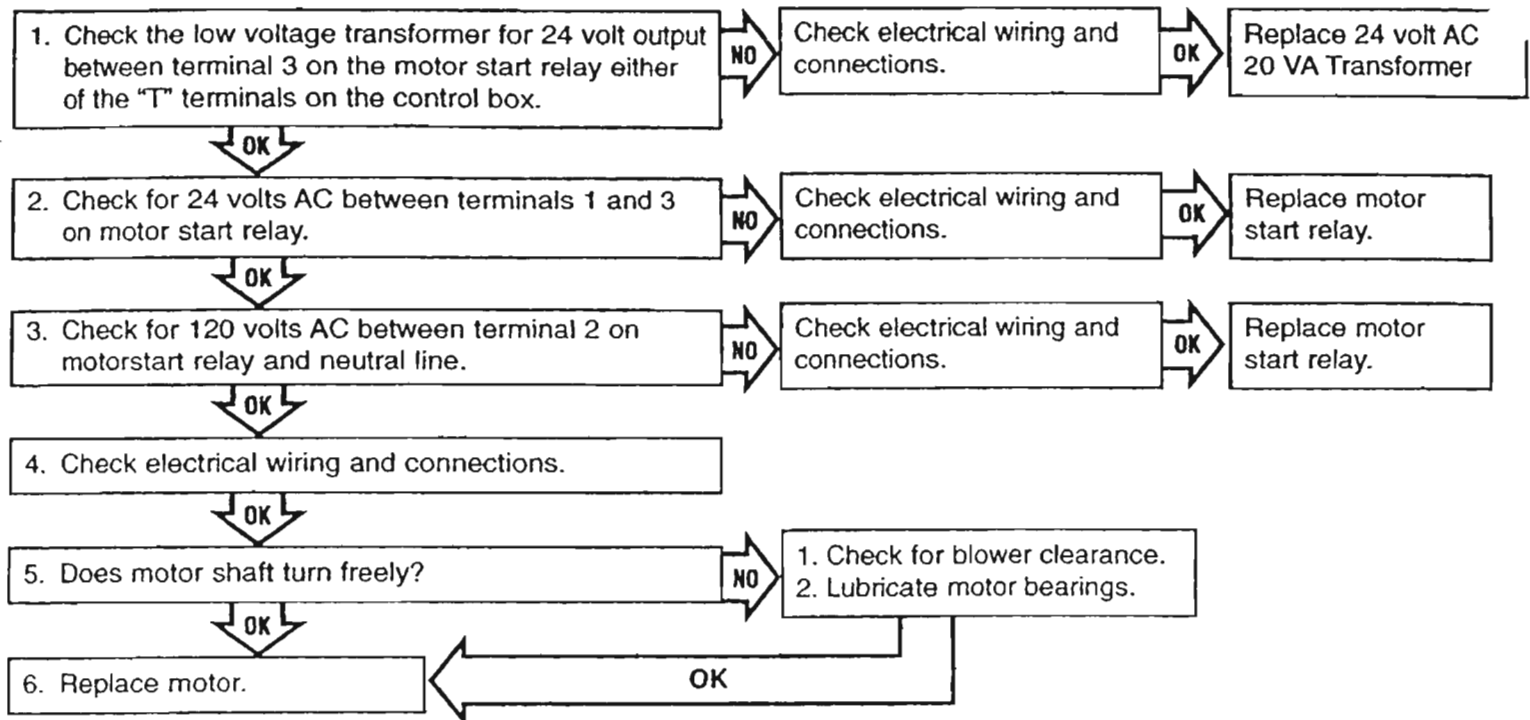 1. Check the low voltage transformer for 24 volt output
between terminal 3 on the motor start relay either
of the "T" terminals on the control box.
NO
Check electrical wiring and
connections.
OK
Replace 24 volt AC
20 VA Transformer
OK
2. Check for 24 volts AC between terminals 1 and 3
on motor start relay.
NO
Check electrical wiring and
connections.
OK
Replace motor
start relay.
OK
3. Check for 120 volts AC between terminal 2 on
motorstart relay and neutral line.
NO
Check electrical wiring and
connections.
OK
Replace motor
start relay.
OK
4. Check electrical wiring and connections.
OK
5. Does motor shaft turn freely?
NO
1. Check for blower clearance.
2. Lubricate motor bearings.
OK
OK
6. Replace motor.